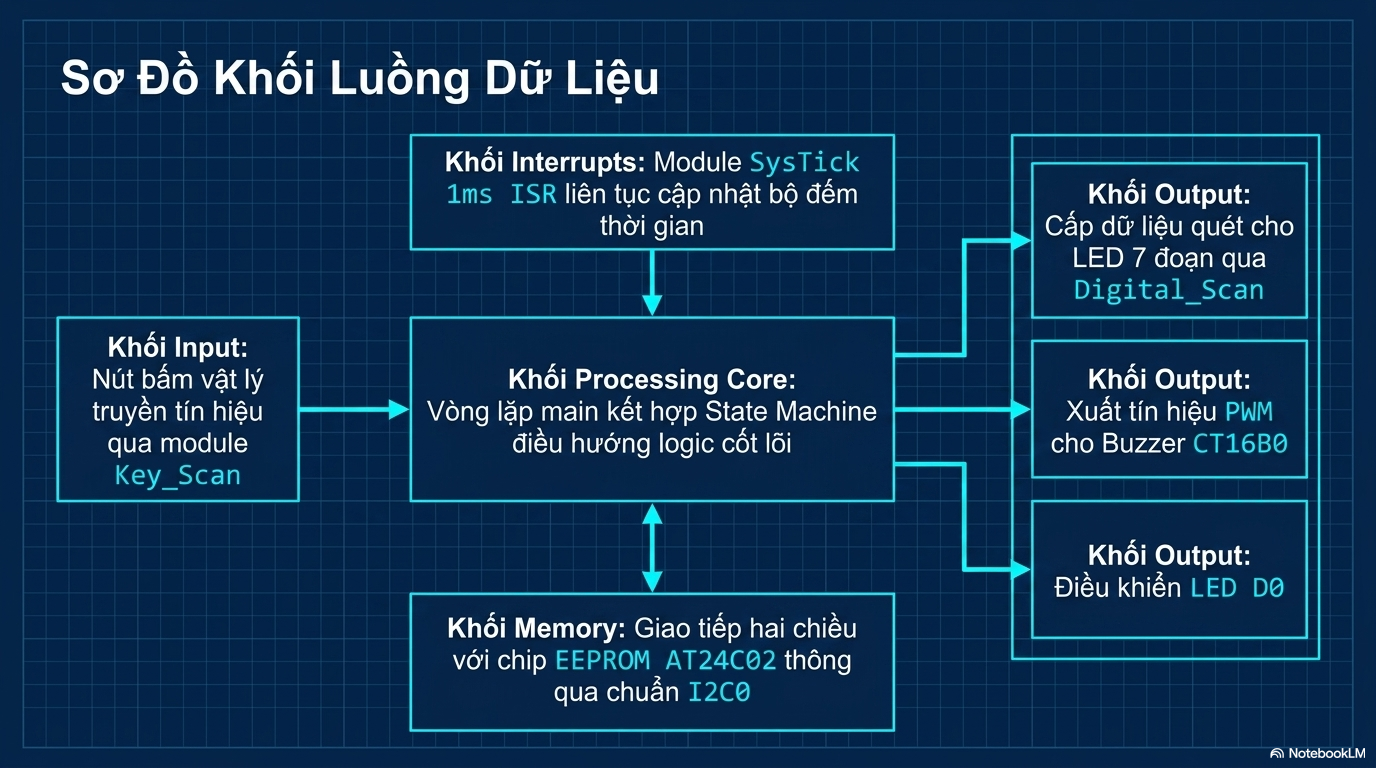 Sơ Đồ Khối Luồng Dữ Liệu
Khối Interrupts: Module SysTick
1ms ISR liên tục cập nhật bộ đếm
thời gian
Khối Input:
Nút bấm vật lý
truyền tín hiệu
qua module
Key_Scan
Khối Processing Core:
Vòng lặp main kết hợp State Machine
điều hướng logic cốt lõi
Khối Memory: Giao tiếp hai chiều
với chip EEPROM AT24C02 thông
qua chuẩn I2C0
Khối Output:
Cấp dữ liệu quét cho
LED 7 đoạn qua
Digital_Scan
Khối Output:
Xuất tín hiệu PWM
cho Buzzer CT16B0
Khối Output:
Điều khiển LED D0
NotebookLM